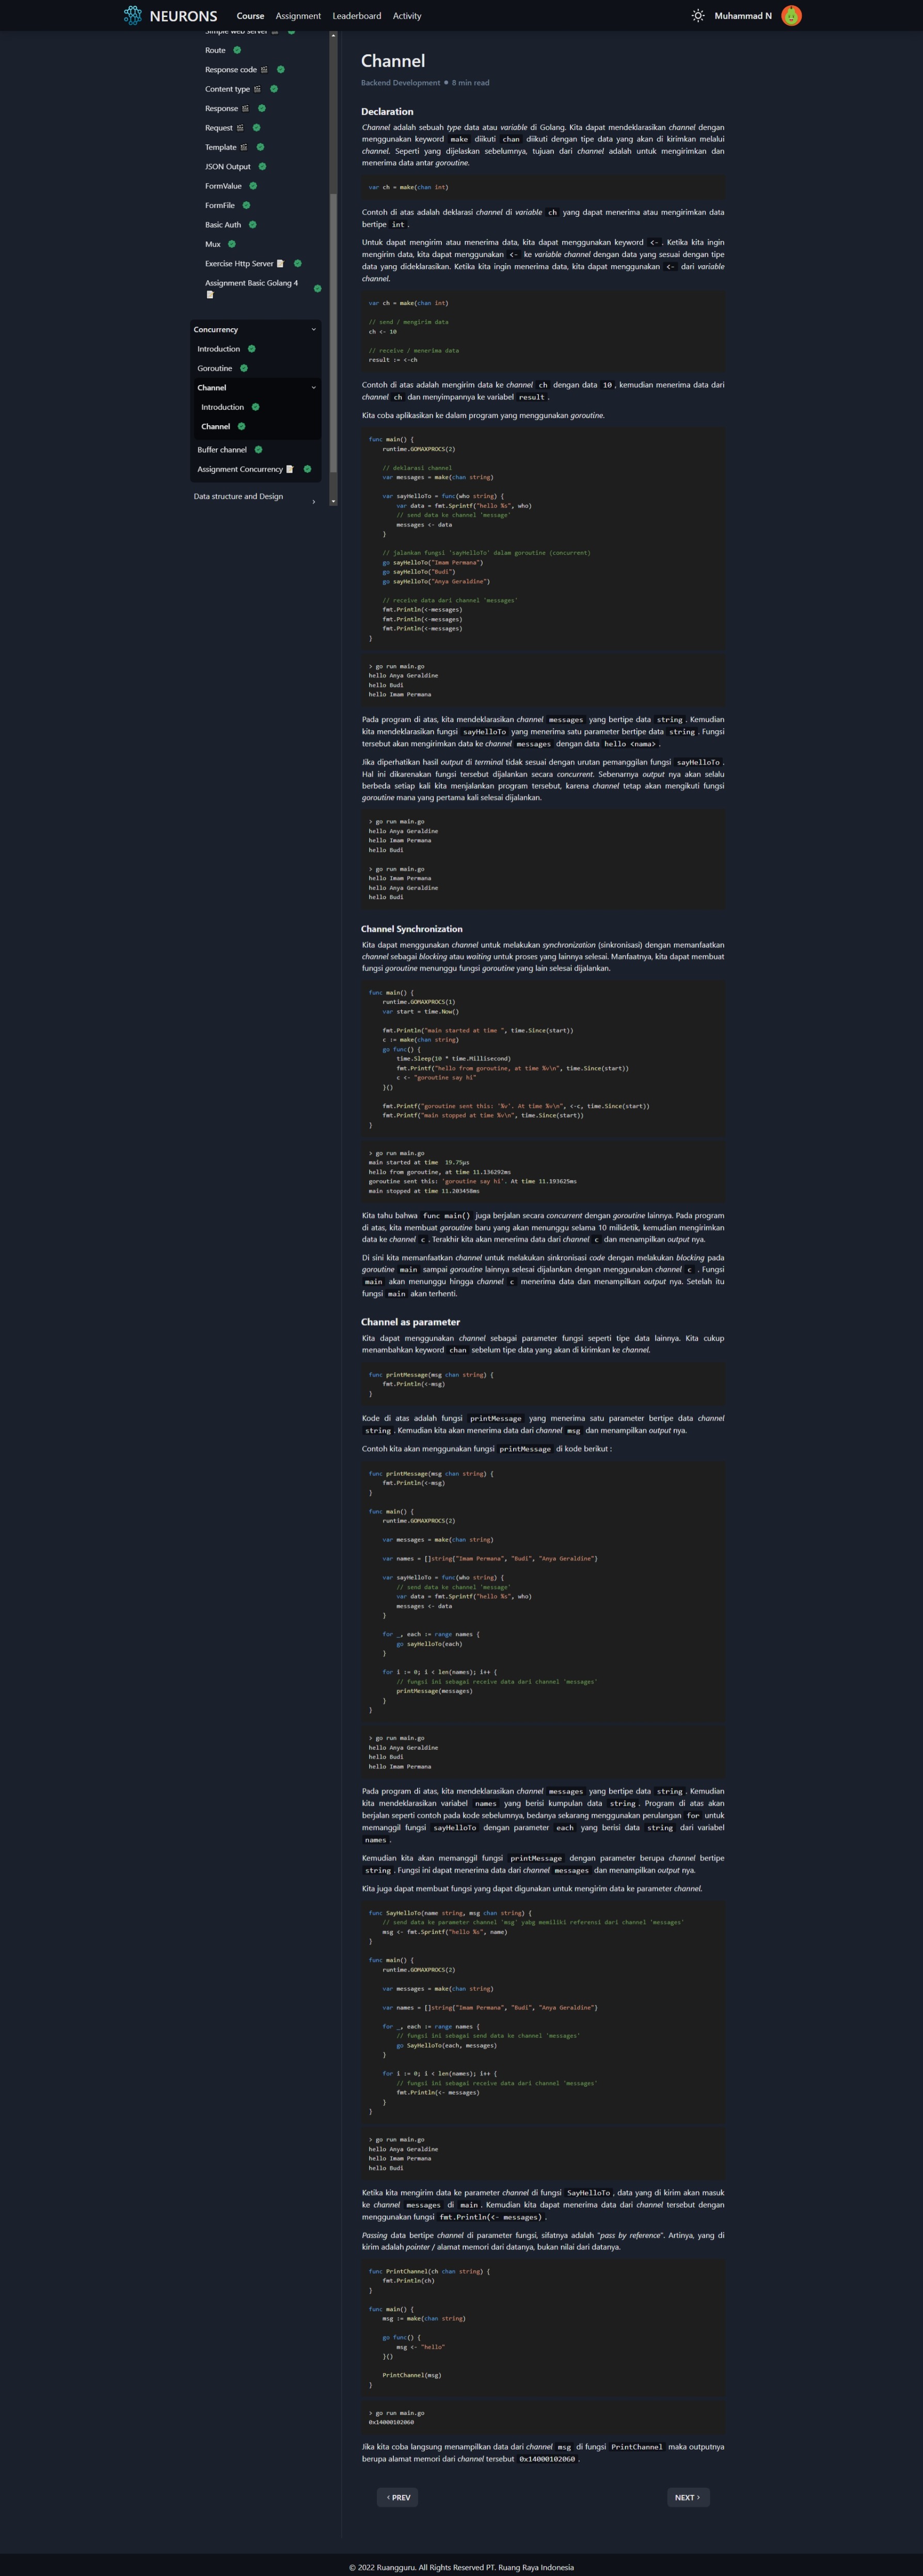 NEURONS Course Assignment Leaderboard Activity Muhammad N
Simple web server
Route
Response code
Content type
Response
Request
Template
JSON Output
FormValue
FormFile
Basic Auth
Mux
Exercise Http Server
Assignment Basic Golang 4
Concurrency
Introduction
Goroutine
Channel
Introduction
Channel
Buffer channel
Assignment Concurrency
Data structure and Design
Channel
Backend Development • 8 min read
Declaration
Channel adalah sebuah type data atau variable di Golang. Kita dapat mendeklarasikan channel dengan
menggunakan keyword make diikuti chan diikuti dengan tipe data yang akan di kirimkan melalui
channel. Seperti yang dijelaskan sebelumnya, tujuan dari channel adalah untuk mengirimkan dan
menerima data antar goroutine.
var ch = make(chan int)
Contoh di atas adalah deklarasi channel di variable ch yang dapat menerima atau mengirimkan data
bertipe int .
Untuk dapat mengirim atau menerima data, kita dapat menggunakan keyword <- . Ketika kita ingin
mengirim data, kita dapat menggunakan <- ke variable channel dengan data yang sesuai dengan tipe
data yang dideklarasikan. Ketika kita ingin menerima data, kita dapat menggunakan <- dari variable
channel.
var ch = make(chan int)
// send / mengirim data
ch <- 10
// receive / menerima data
result := <-ch
Contoh di atas adalah mengirim data ke channel ch dengan data 10 , kemudian menerima data dari
channel ch dan menyimpannya ke variabel result .
Kita coba aplikasikan ke dalam program yang menggunakan goroutine.
func main() {
runtime.GOMAXPROCS(2)
// deklarasi channel
var messages = make(chan string)
var sayHelloTo = func(who string) {
var data = fmt.Sprintf("hello %s", who)
// send data ke channel 'message'
messages <- data
}
// jalankan fungsi 'sayHelloTo' dalam goroutine (concurrent)
go sayHelloTo("Imam Permana")
go sayHelloTo("Budi")
go sayHelloTo("Anya Geraldine")
// receive data dari channel 'messages'
fmt.Println(<-messages)
fmt.Println(<-messages)
fmt.Println(<-messages)
}
> go run main.go
hello Anya Geraldine
hello Budi
hello Imam Permana
Pada program di atas, kita mendeklarasikan channel messages yang bertipe data string . Kemudian
kita mendeklarasikan fungsi sayHelloTo yang menerima satu parameter bertipe data string . Fungsi
tersebut akan mengirimkan data ke channel messages dengan data hello <nama> .
Jika diperhatikan hasil output di terminal tidak sesuai dengan urutan pemanggilan fungsi sayHelloTo .
Hal ini dikarenakan fungsi tersebut dijalankan secara concurrent. Sebenarnya output nya akan selalu
berbeda setiap kali kita menjalankan program tersebut, karena channel tetap akan mengikuti fungsi
goroutine mana yang pertama kali selesai dijalankan.
> go run main.go
hello Anya Geraldine
hello Imam Permana
hello Budi
> go run main.go
hello Imam Permana
hello Anya Geraldine
hello Budi
Channel Synchronization
Kita dapat menggunakan channel untuk melakukan synchronization (sinkronisasi) dengan memanfaatkan
channel sebagai blocking atau waiting untuk proses yang lainnya selesai. Manfaatnya, kita dapat membuat
fungsi goroutine menunggu fungsi goroutine yang lain selesai dijalankan.
func main() {
runtime.GOMAXPROCS(1)
var start = time.Now()
fmt.Println("main started at time ", time.Since(start))
c := make(chan string)
go func() {
time.Sleep(10 * time.Millisecond)
fmt.Printf("hello from goroutine, at time %v\n", time.Since(start))
c <- "goroutine say hi"
}()
fmt.Printf("goroutine sent this: '%v'. At time %v\n", <-c, time.Since(start))
fmt.Printf("main stopped at time %v\n", time.Since(start))
}
> go run main.go
main started at time 19.75µs
hello from goroutine, at time 11.136292ms
goroutine sent this: 'goroutine say hi'. At time 11.193625ms
main stopped at time 11.203458ms
Kita tahu bahwa func main() juga berjalan secara concurrent dengan goroutine lainnya. Pada program
di atas, kita membuat goroutine baru yang akan menunggu selama 10 milidetik, kemudian mengirimkan
data ke channel c . Terakhir kita akan menerima data dari channel c dan menampilkan output nya.
Di sini kita memanfaatkan channel untuk melakukan sinkronisasi code dengan melakukan blocking pada
goroutine main sampai goroutine lainnya selesai dijalankan dengan menggunakan channel c . Fungsi
main akan menunggu hingga channel c menerima data dan menampilkan output nya. Setelah itu
fungsi main akan terhenti.
Channel as parameter
Kita dapat menggunakan channel sebagai parameter fungsi seperti tipe data lainnya. Kita cukup
menambahkan keyword chan sebelum tipe data yang akan di kirimkan ke channel.
func printMessage(msg chan string) {
fmt.Println(<-msg)
}
Kode di atas adalah fungsi printMessage yang menerima satu parameter bertipe data channel
string . Kemudian kita akan menerima data dari channel msg dan menampilkan output nya.
Contoh kita akan menggunakan fungsi printMessage di kode berikut :
func printMessage(msg chan string) {
fmt.Println(<-msg)
}
func main() {
runtime.GOMAXPROCS(2)
var messages = make(chan string)
var names = []string{"Imam Permana", "Budi", "Anya Geraldine"}
var sayHelloTo = func(who string) {
// send data ke channel 'message'
var data = fmt.Sprintf("hello %s", who)
messages <- data
}
for _, each := range names {
go sayHelloTo(each)
}
for i := 0; i < len(names); i++ {
// fungsi ini sebagai receive data dari channel 'messages'
printMessage(messages)
}
}
> go run main.go
hello Anya Geraldine
hello Budi
hello Imam Permana
Pada program di atas, kita mendeklarasikan channel messages yang bertipe data string . Kemudian
kita mendeklarasikan variabel names yang berisi kumpulan data string . Program di atas akan
berjalan seperti contoh pada kode sebelumnya, bedanya sekarang menggunakan perulangan for untuk
memanggil fungsi sayHelloTo dengan parameter each yang berisi data string dari variabel
names .
Kemudian kita akan memanggil fungsi printMessage dengan parameter berupa channel bertipe
string . Fungsi ini dapat menerima data dari channel messages dan menampilkan output nya.
Kita juga dapat membuat fungsi yang dapat digunakan untuk mengirim data ke parameter channel.
func SayHelloTo(name string, msg chan string) {
// send data ke parameter channel 'msg' yabg memiliki referensi dari channel 'messages'
msg <- fmt.Sprintf("hello %s", name)
}
func main() {
runtime.GOMAXPROCS(2)
var messages = make(chan string)
var names = []string{"Imam Permana", "Budi", "Anya Geraldine"}
for _, each := range names {
// fungsi ini sebagai send data ke channel 'messages'
go SayHelloTo(each, messages)
}
for i := 0; i < len(names); i++ {
// fungsi ini sebagai receive data dari channel 'messages'
fmt.Println(<- messages)
}
}
> go run main.go
hello Anya Geraldine
hello Imam Permana
hello Budi
Ketika kita mengirim data ke parameter channel di fungsi SayHelloTo , data yang di kirim akan masuk
ke channel messages di main . Kemudian kita dapat menerima data dari channel tersebut dengan
menggunakan fungsi fmt.Println(<- messages) .
Passing data bertipe channel di parameter fungsi, sifatnya adalah "pass by reference". Artinya, yang di
kirim adalah pointer / alamat memori dari datanya, bukan nilai dari datanya.
func PrintChannel(ch chan string) {
fmt.Println(ch)
}
func main() {
msg := make(chan string)
go func() {
msg <- "hello"
}()
PrintChannel(msg)
}
> go run main.go
0x14000102060
Jika kita coba langsung menampilkan data dari channel msg di fungsi PrintChannel maka outputnya
berupa alamat memori dari channel tersebut 0x14000102060 .
‹ PREV NEXT ›
© 2022 Ruangguru. All Rights Reserved PT. Ruang Raya Indonesia